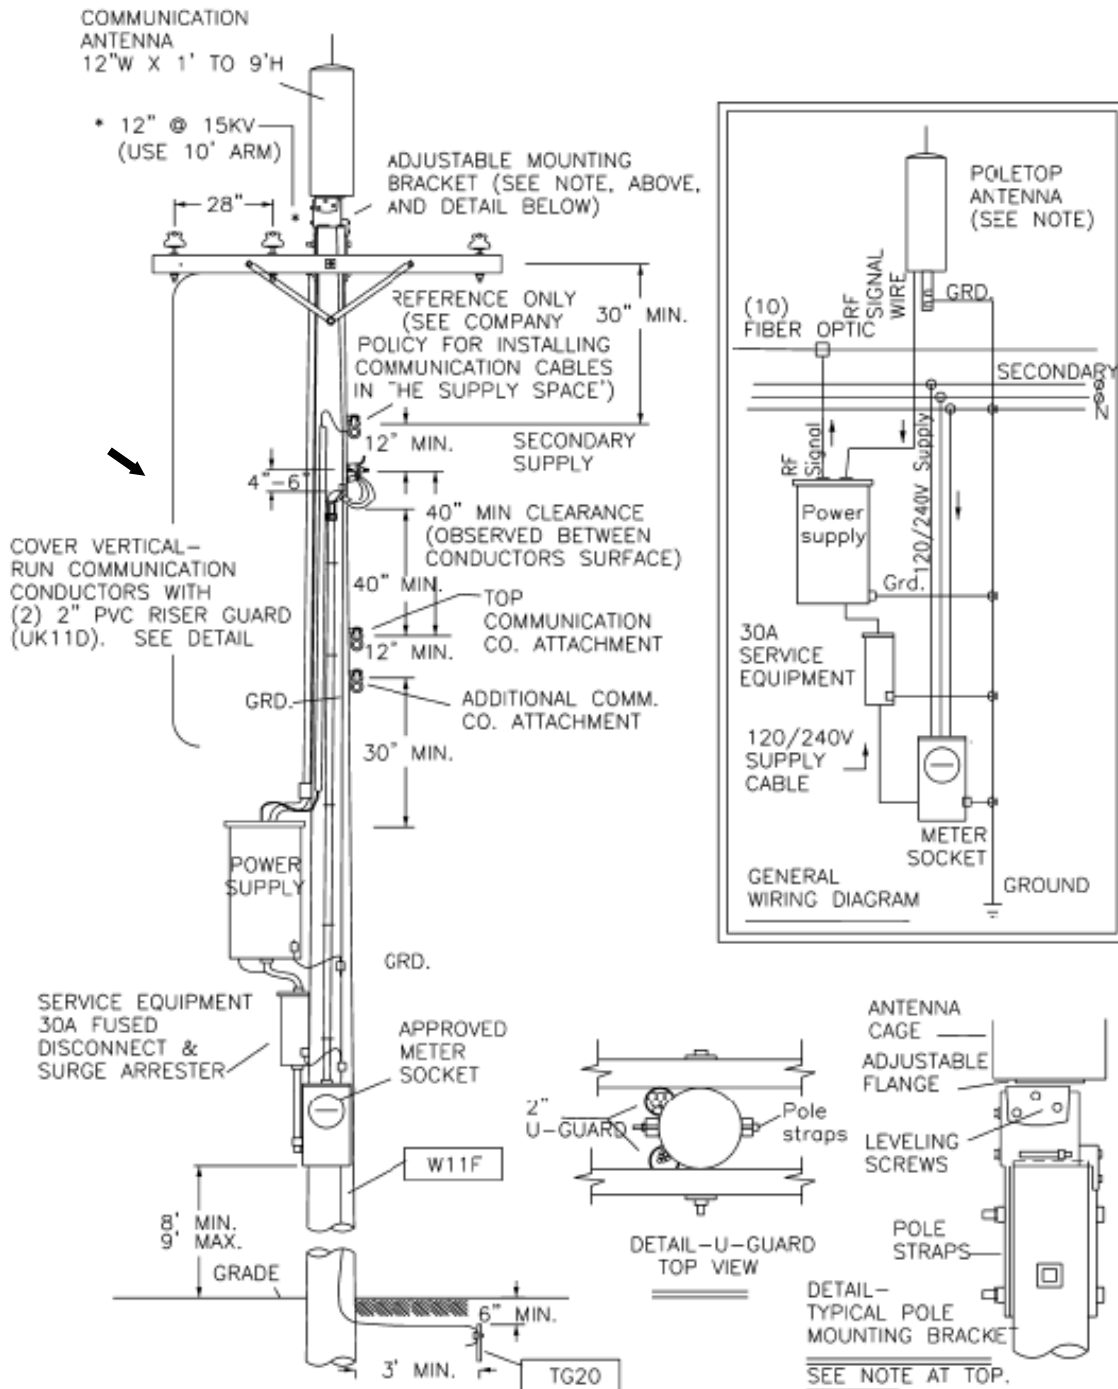 COMMUNICATION
ANTENNA
12"W X 1' TO 9'H
* 12" @ 15KV
(USE 10' ARM)
ADJUSTABLE MOUNTING
BRACKET (SEE NOTE, ABOVE,
AND DETAIL BELOW)
28"
*
REFERENCE ONLY
(SEE COMPANY
POLICY FOR INSTALLING
COMMUNICATION CABLES
IN THE SUPPLY SPACE')
30" MIN.
12" MIN.
SECONDARY
SUPPLY
4"-6"
40" MIN CLEARANCE
(OBSERVED BETWEEN
CONDUCTORS SURFACE)
COVER VERTICAL-
RUN COMMUNICATION
CONDUCTORS WITH
(2) 2" PVC RISER GUARD
(UK11D). SEE DETAIL
40" MIN.
TOP
COMMUNICATION
CO. ATTACHMENT
12" MIN.
GRD.
ADDITIONAL COMM.
CO. ATTACHMENT
30" MIN.
POWER
SUPPLY
GRD.
SERVICE EQUIPMENT
30A FUSED
DISCONNECT &
SURGE ARRESTER
APPROVED
METER
SOCKET
W11F
8' MIN.
9' MAX.
GRADE
6" MIN.
3' MIN.
TG20
POLETOP
ANTENNA
(SEE NOTE)
RF
SIGNAL
WIRE
GRD.
(10)
FIBER OPTIC
SECONDARY
N
RF
Signal
120/240V Supply
Power
supply
Grd.
30A
SERVICE
EQUIPMENT
120/240V
SUPPLY
CABLE
METER
SOCKET
GENERAL
WIRING DIAGRAM
GROUND
2"
U-GUARD
Pole
straps
DETAIL-U-GUARD
TOP VIEW
ANTENNA
CAGE
ADJUSTABLE
FLANGE
LEVELING
SCREWS
POLE
STRAPS
DETAIL-
TYPICAL POLE
MOUNTING BRACKET
SEE NOTE AT TOP.